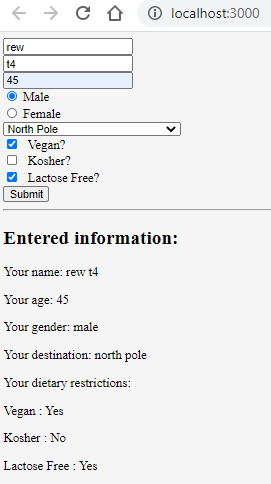 localhost:3000
rew
t4
45
Male
Female
North Pole
Vegan?
Kosher?
Lactose Free?
Submit
Entered information:
Your name: rew t4
Your age: 45
Your gender: male
Your destination: north pole
Your dietary restrictions:
Vegan : Yes
Kosher : No
Lactose Free : Yes